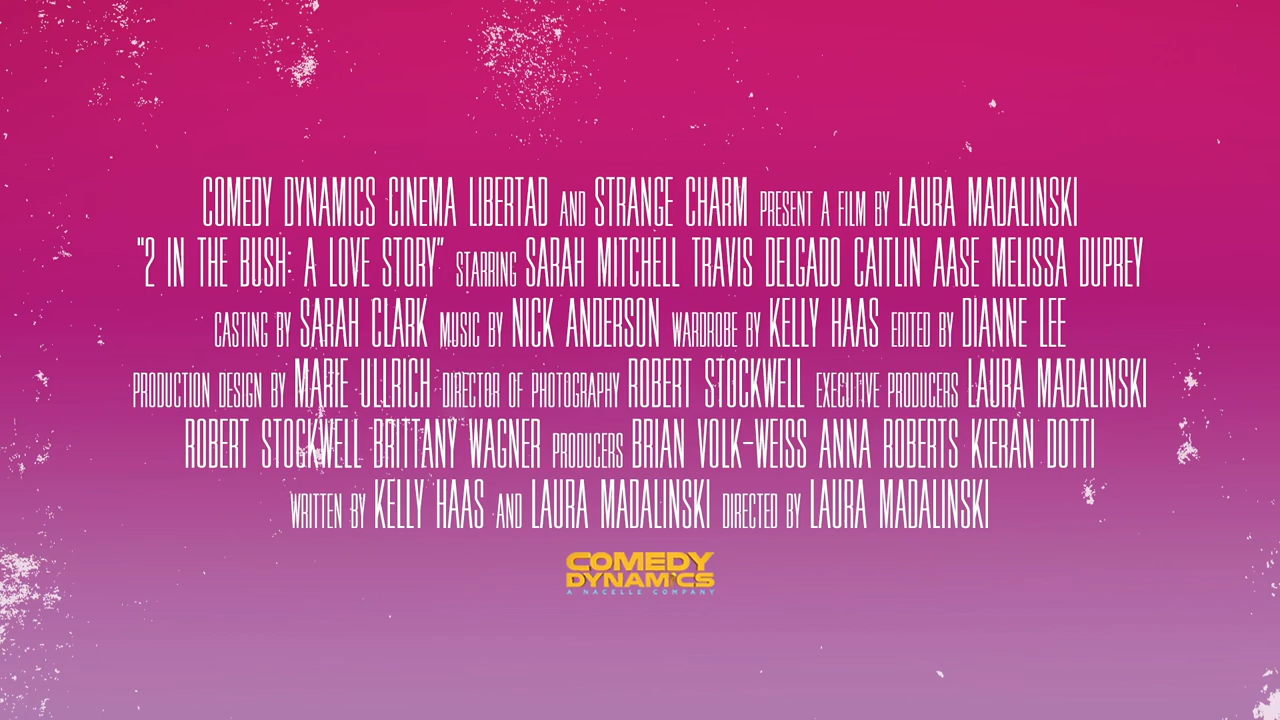 COMEDY DYNAMICS CINEMA LIBERTAD AND STRANGE CHARM PRESENT A FILM BY LAURA MADALINSKI
"2 IN THE BUSH: A LOVE STORY" STARRING SARAH MITCHELL TRAVIS DELGADO CAITLIN AASE MELISSA DUPREY
CASTING BY SARAH CLARK MUSIC BY NICK ANDERSON WARDROBE BY KELLY HAAS EDITED BY DIANNE LEE
PRODUCTION DESIGN BY MARIE ULLRICH DIRECTOR OF PHOTOGRAPHY ROBERT STOCKWELL EXECUTIVE PRODUCERS LAURA MADALINSKI
ROBERT STOCKWELL BRITTANY WAGNER PRODUCERS BRIAN VOLK-WEISS ANNA ROBERTS KIERAN DOTTI
WRITTEN BY KELLY HAAS AND LAURA MADALINSKI DIRECTED BY LAURA MADALINSKI
COMEDY
DYNAMICS
A NACELLE COMPANY